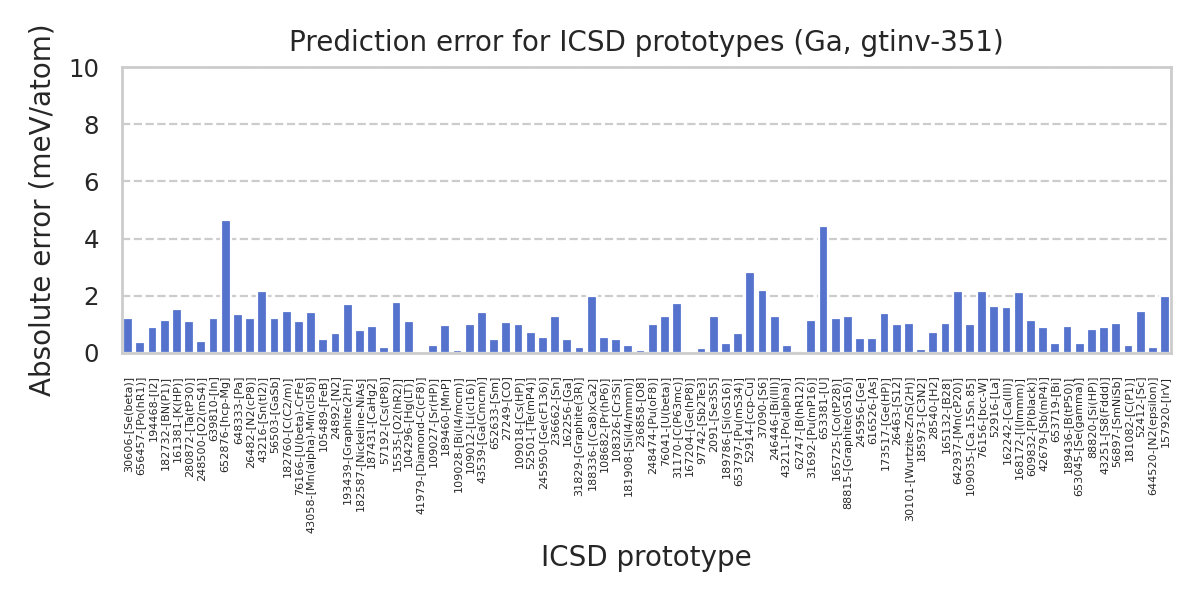 Prediction error for ICSD prototypes (Ga, gtinv-351)
Absolute error (meV/atom)
10
8
6
4
2
0
30606-[Se(beta)]
656457-[Po(hR1)]
194468-[I2]
182732-[BN(P1)]
161381-[K(HP)]
280872-[Ta(tP30)]
248500-[O2(mS4)]
639810-[In]
652876-[hcp-Mg]
648333-[Pa]
26482-[N2(cP8)]
43216-[Sn(tI2)]
56503-[GaSb]
182760-[C(C2/m)]
76166-[U(beta)-CrFe]
43058-[Mn(alpha)-Mn(cI58)]
105489-[FeB]
24892-[N2]
193439-[Graphite(2H)]
182587-[Nickeline-NiAs]
187431-[CaHg2]
57192-[Cs(tP8)]
15535-[O2(hR2)]
104296-[Hg(LT)]
41979-[Diamond-C(cF8)]
109027-[Sr(HP)]
189460-[MnP]
109028-[Bi(I4/mcm)]
109012-[Li(cI16)]
43539-[Ga(Cmcm)]
652633-[Sm]
27249-[CO]
109018-[Cs(HP)]
52501-[Te(mP4)]
245950-[Ge(cF136)]
236662-[Sn]
162256-[Ga]
31829-[Graphite(3R)]
188336-[(Ca8)xCa2]
108682-[Pr(hP6)]
108326-[Cr3Si]
181908-[Si(I4/mmm)]
236858-[O8]
248474-[Pu(oF8)]
76041-[U(beta)]
31170-[C(P63mc)]
167204-[Ge(hP8)]
97742-[Sb2Te3]
2091-[Se3S5]
189786-[Si(oS16)]
653797-[Pu(mS34)]
52914-[ccp-Cu]
37090-[S6]
246446-[Bi(III)]
43211-[Po(alpha)]
62747-[B(hR12)]
31692-[Pu(mP16)]
653381-[U]
165725-[Co(tP28)]
88815-[Graphite(oS16)]
245956-[Ge]
616526-[As]
173517-[Ge(HP)]
26463-[S12]
30101-[Wurtzite-ZnS(2H)]
185973-[C3N2]
28540-[H2]
165132-[B28]
642937-[Mn(cP20)]
109035-[Ca.15Sn.85]
76156-[bcc-W]
52916-[La]
162242-[Ca(III)]
168172-[I(Immm)]
609832-[P(black)]
42679-[Sb(mP4)]
189436-[B(tP50)]
653719-[Bi]
653045-[Se(gamma)]
88820-[Si(HP)]
43251-[S8(Fddd)]
56897-[SmNiSb]
181082-[C(P1)]
52412-[Sc]
644520-[N2(epsilon)]
157920-[IrV]
ICSD prototype